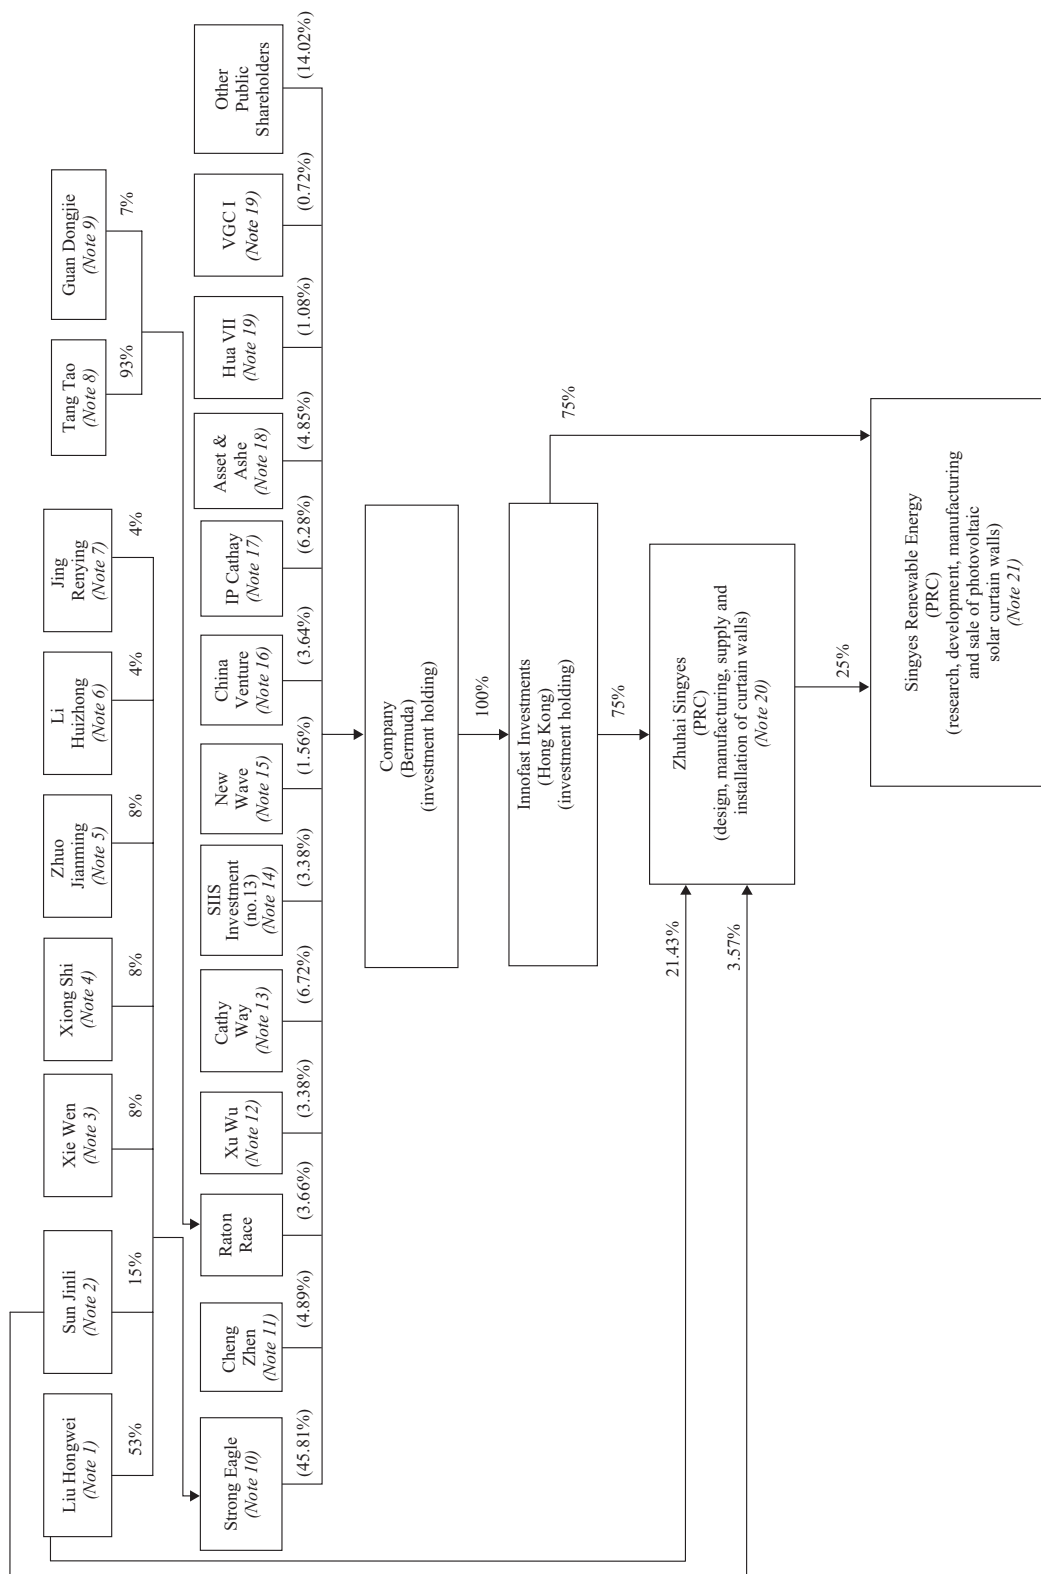 Liu Hongwei
(Note 1)
Sun Jinli
(Note 2)
Xie Wen
(Note 3)
Xiong Shi
(Note 4)
Zhuo
Jianming
(Note 5)
Li
Huizhong
(Note 6)
Jing
Renying
(Note 7)
Tang Tao
(Note 8)
Guan Dongjie
(Note 9)
53%
15%
8%
8%
8%
4%
4%
93%
7%
Strong Eagle
(Note 10)
Cheng
Zhen
(Note 11)
Raton
Race
Xu Wu
(Note 12)
Cathy
Way
(Note 13)
SIIS
Investment
(no.13)
(Note 14)
New
Wave
(Note 15)
China
Venture
(Note 16)
IP Cathay
(Note 17)
Asset &
Ashe
(Note 18)
Hua VII
(Note 19)
VGC I
(Note 19)
Other
Public
Shareholders
(45.81%)
(4.89%)
(3.66%)
(3.38%)
(6.72%)
(3.38%)
(1.56%)
(3.64%)
(6.28%)
(4.85%)
(1.08%)
(0.72%)
(14.02%)
Company
(Bermuda)
(investment holding)
100%
Innofast Investments
(Hong Kong)
(investment holding)
21.43%
3.57%
75%
75%
Zhuhai Singyes
(PRC)
(design, manufacturing, supply and
installation of curtain walls)
(Note 20)
25%
Singyes Renewable Energy
(PRC)
(research, development, manufacturing
and sale of photovoltaic
solar curtain walls)
(Note 21)